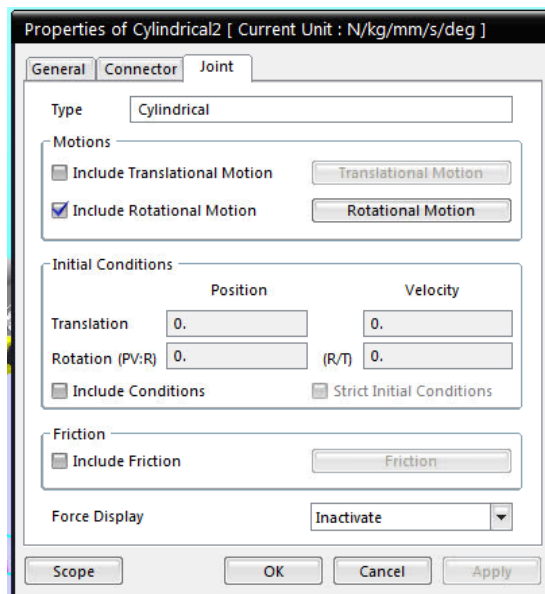 Properties of Cylindrical2 [ Current Unit : N/kg/mm/s/deg ]
General Connector Joint
Type Cylindrical
Motions
Include Translational Motion Translational Motion
Include Rotational Motion Rotational Motion
Initial Conditions
Position Velocity
Translation 0. 0.
Rotation (PV:R) 0. (R/T) 0.
Include Conditions Strict Initial Conditions
Friction
Include Friction Friction
Force Display Inactivate
Scope OK Cancel Apply